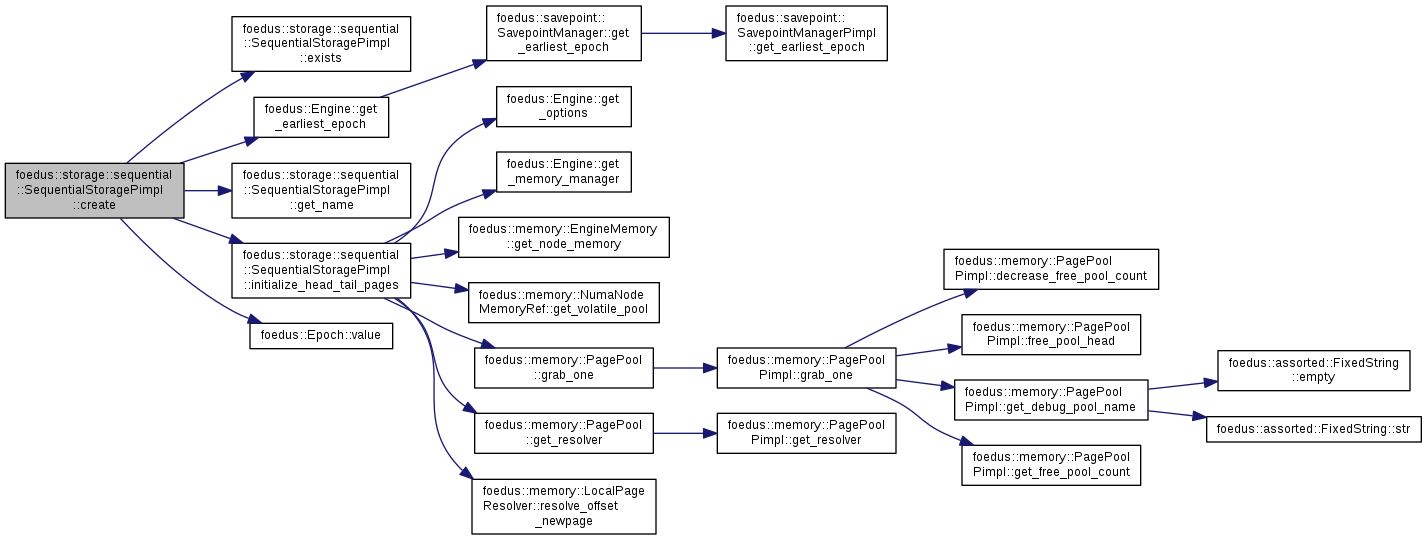 foedus::storage::sequential
::SequentialStoragePimpl
::create
foedus::storage::sequential
::SequentialStoragePimpl
::exists
foedus::Engine::get
_earliest_epoch
foedus::storage::sequential
::SequentialStoragePimpl
::get_name
foedus::storage::sequential
::SequentialStoragePimpl
::initialize_head_tail_pages
foedus::Epoch::value
foedus::savepoint::
SavepointManager::get
_earliest_epoch
foedus::savepoint::
SavepointManagerPimpl
::get_earliest_epoch
foedus::Engine::get
_options
foedus::Engine::get
_memory_manager
foedus::memory::EngineMemory
::get_node_memory
foedus::memory::NumaNode
MemoryRef::get_volatile_pool
foedus::memory::PagePool
::grab_one
foedus::memory::PagePool
::get_resolver
foedus::memory::LocalPage
Resolver::resolve_offset
_newpage
foedus::memory::PagePool
Pimpl::grab_one
foedus::memory::PagePool
Pimpl::get_resolver
foedus::memory::PagePool
Pimpl::decrease_free_pool_count
foedus::memory::PagePool
Pimpl::free_pool_head
foedus::memory::PagePool
Pimpl::get_debug_pool_name
foedus::memory::PagePool
Pimpl::get_free_pool_count
foedus::assorted::FixedString
::empty
foedus::assorted::FixedString::str